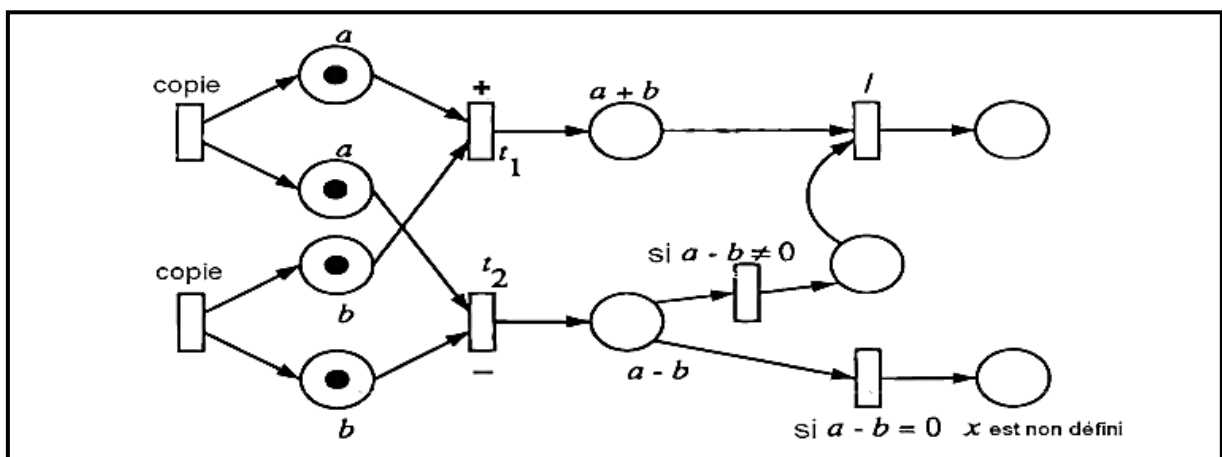 a
copie
+
a + b
/
t1
a
copie
b
t2
si a - b ≠ 0
−
a - b
b
si a - b = 0 x est non défini